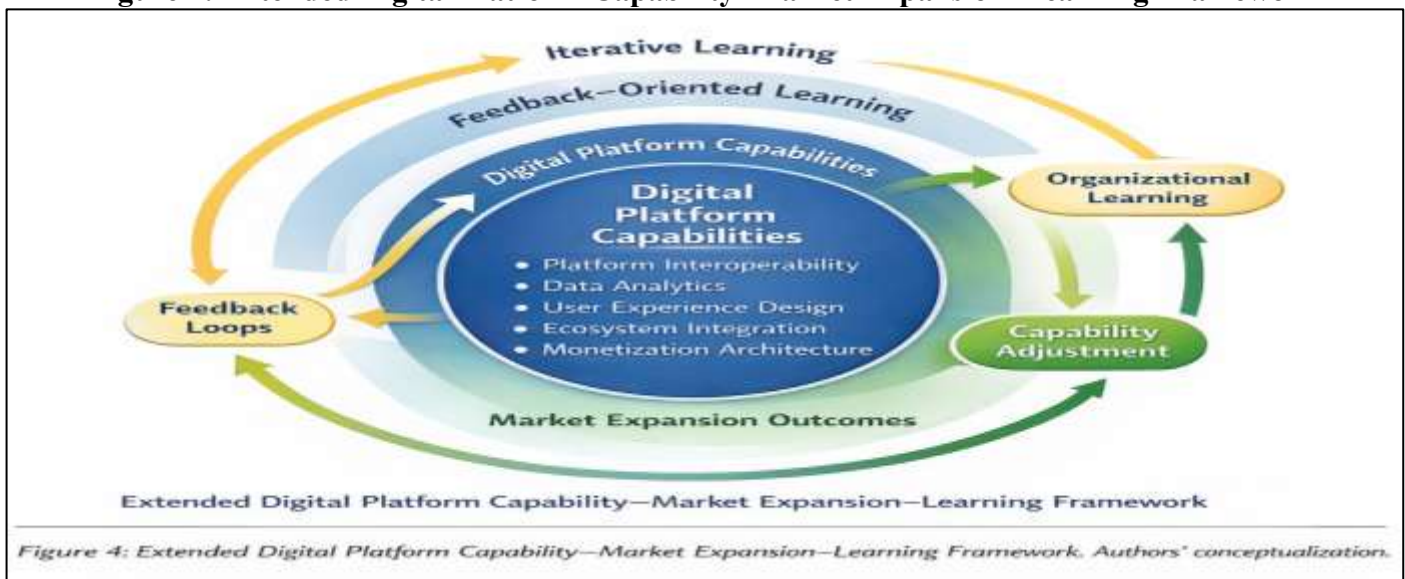 Iterative Learning
Feedback—Oriented Learning
Digital Platform Capabilities
Digital
Platform
Capabilities
• Platform Interoperability
• Data Analytics
• User Experience Design
• Ecosystem Integration
• Monetization Architecture
Organizational
Learning
Feedback
Loops
Capability
Adjustment
Market Expansion Outcomes
Extended Digital Platform Capability—Market Expansion—Learning Framework
Figure 4: Extended Digital Platform Capability—Market Expansion—Learning Framework. Authors' conceptualization.